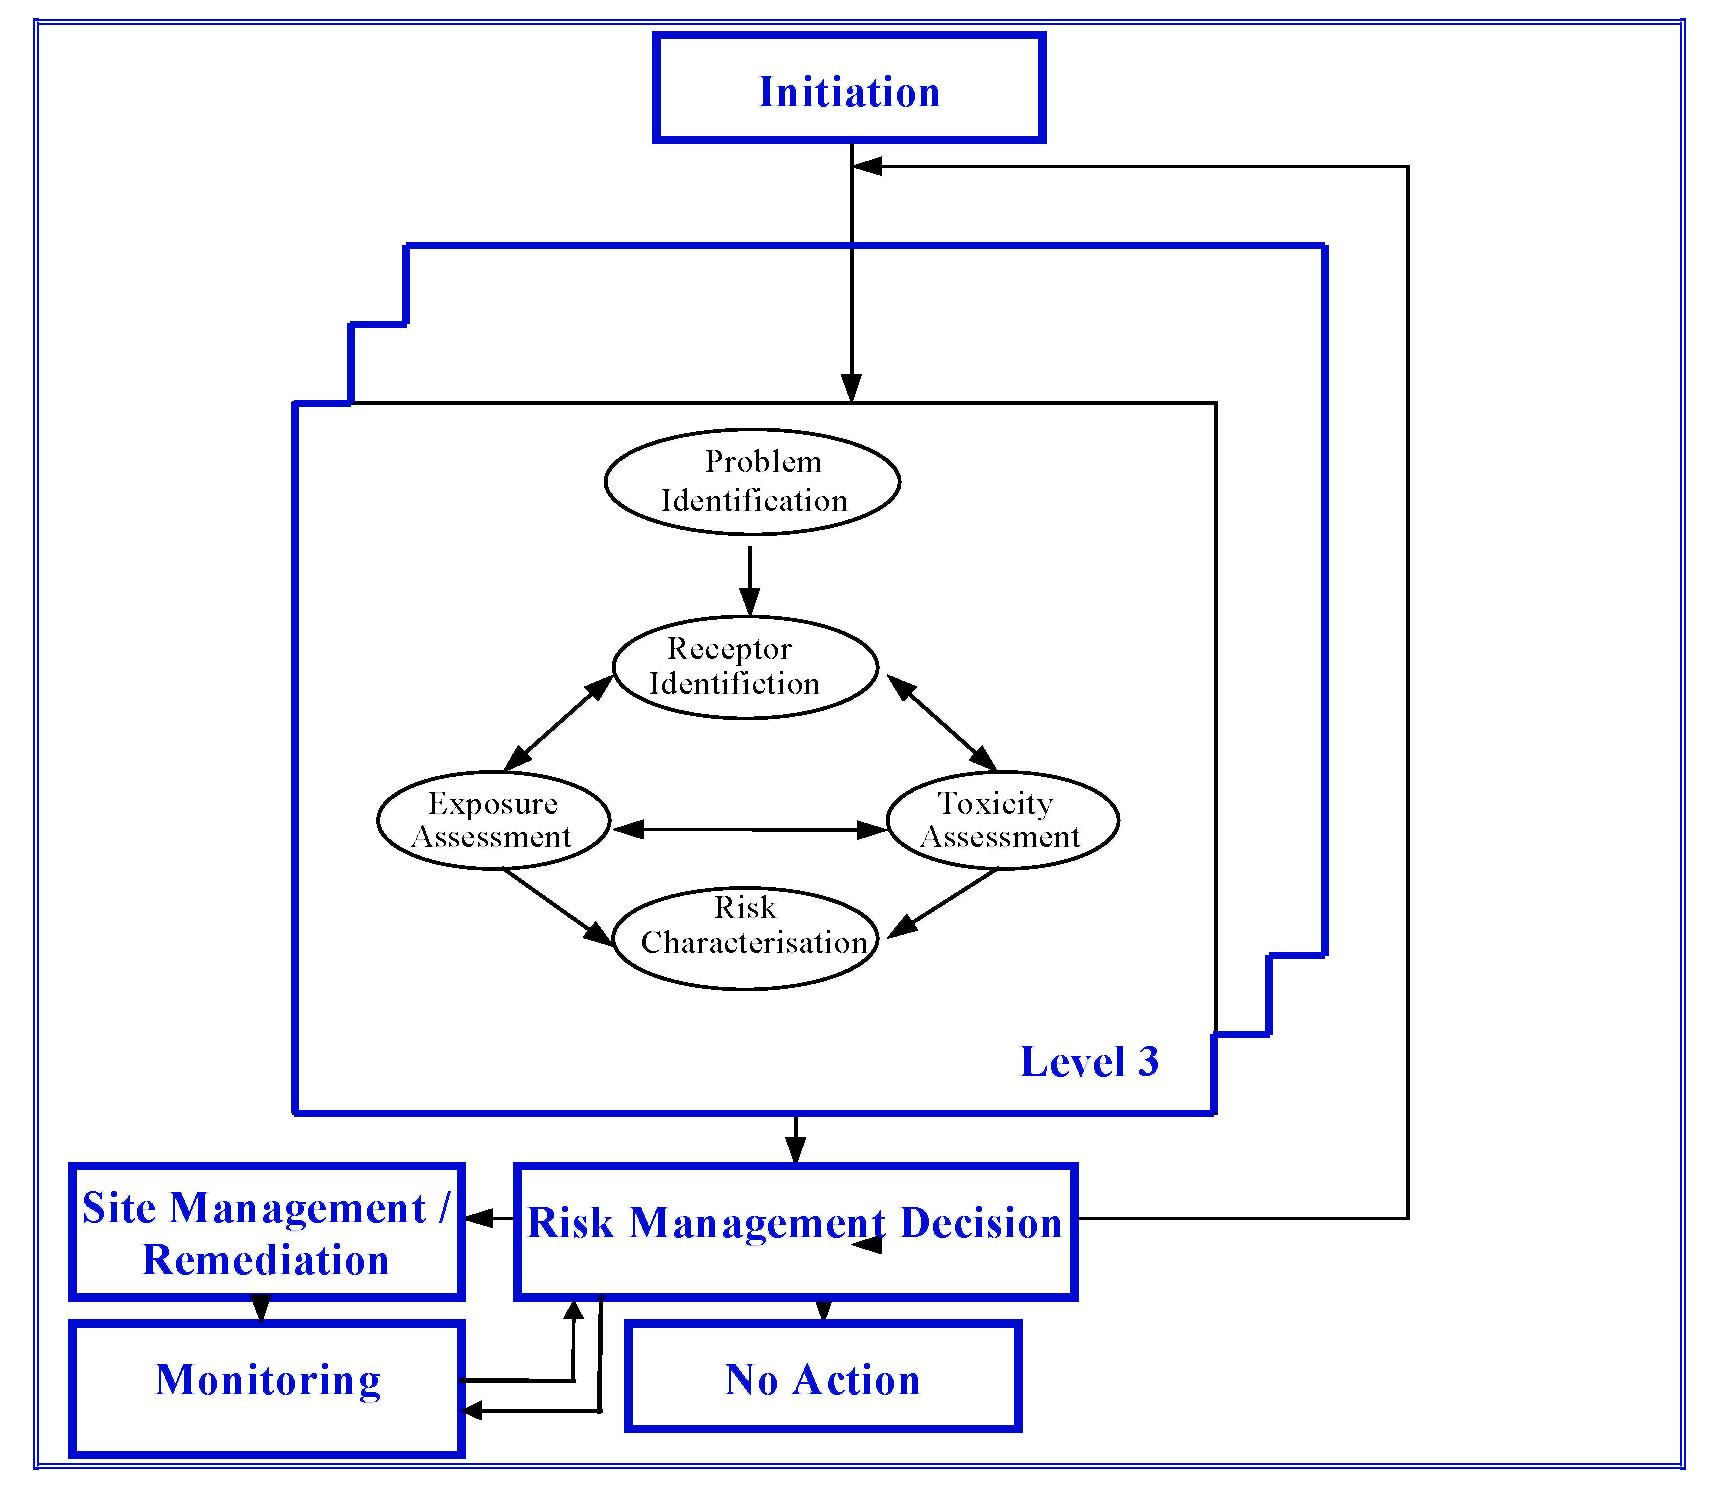 Initiation
Problem
Identification
Receptor
Identifiction
Exposure
Assessment
Toxicity
Assessment
Risk
Characterisation
Level 3
Site Management /
Remediation
Risk Management Decision
Monitoring
No Action